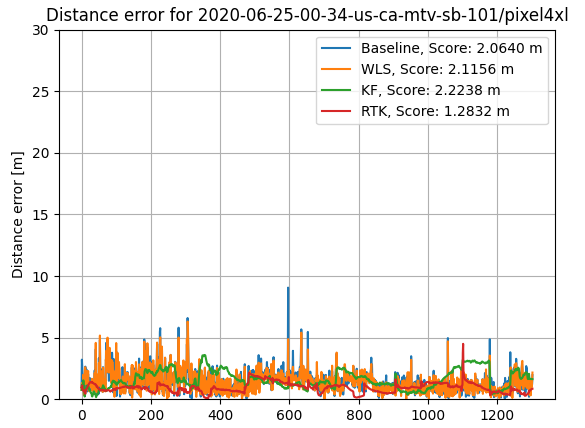 Distance error for 2020-06-25-00-34-us-ca-mtv-sb-101/pixel4xl
30
25
20
15
10
5
0
Distance error [m]
Baseline, Score: 2.0640 m
WLS, Score: 2.1156 m
KF, Score: 2.2238 m
RTK, Score: 1.2832 m
0 200 400 600 800 1000 1200